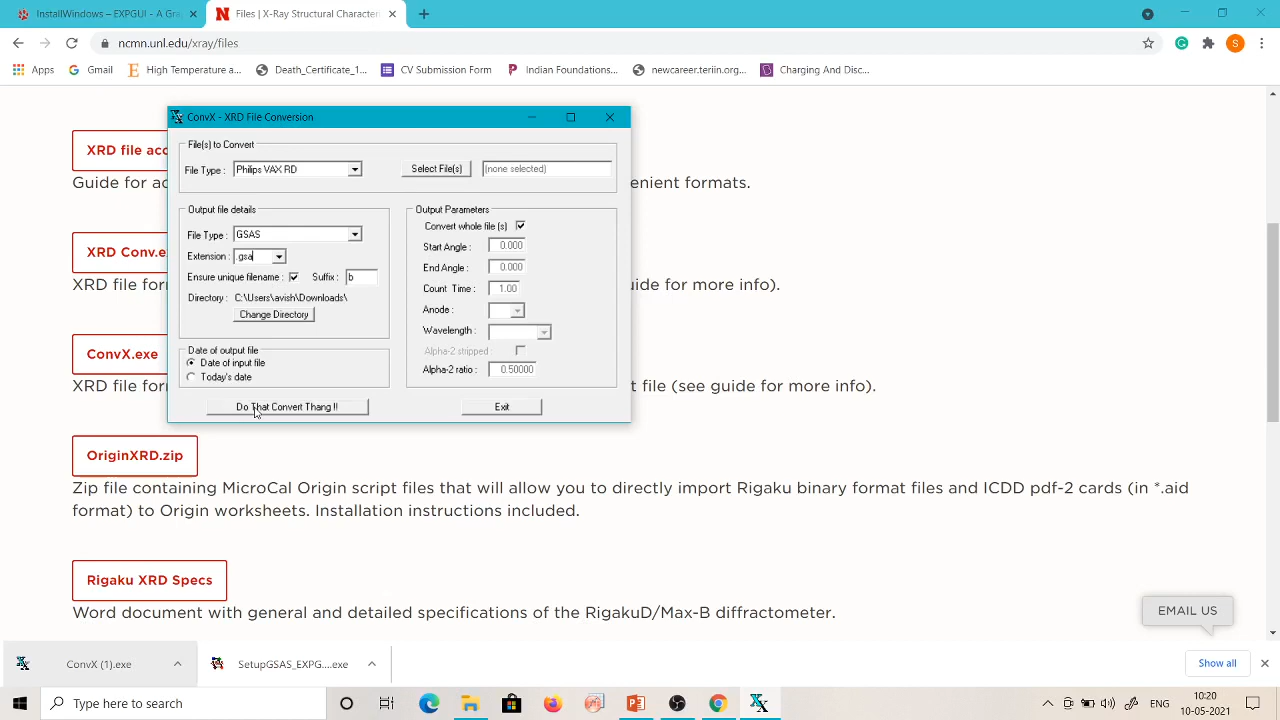 InstallWindows – EXPGUI – A Gre
Files | X-Ray Structural Character
ncmn.unl.edu/xray/files
S
Apps
Gmail
High Temperature a...
Death_Certificate_1...
CV Submission Form
Indian Foundations...
newcareer.teriin.org...
Charging And Disc...
ConvX - XRD File Conversion
File(s) to Convert
File Type :
Philips VAX RD
Select File(s)
(none selected)
Output file details
File Type :
GSAS
Extension :
.gsa
Ensure unique filename :
Suffix :
b
Directory :
C:\Users\avish\Downloads\
Change Directory
Date of output file
Date of input file
Today's date
Output Parameters
Convert whole file (s)
Start Angle :
0.000
End Angle :
0.000
Count Time :
1.00
Anode :
Wavelength :
Alpha-2 stripped :
Alpha-2 ratio :
0.50000
Do That Convert Thang !!
Exit
XRD file acc
Guide for ac
enient formats.
XRD Conv.e
XRD file form
uide for more info).
ConvX.exe
XRD file form
t file (see guide for more info).
OriginXRD.zip
Zip file containing MicroCal Origin script files that will allow you to directly import Rigaku binary format files and ICDD pdf-2 cards (in *.aid
format) to Origin worksheets. Installation instructions included.
Rigaku XRD Specs
Word document with general and detailed specifications of the RigakuD/Max-B diffractometer.
EMAIL US
ConvX (1).exe
SetupGSAS_EXPG....exe
Show all
Type here to search
ENG
10:20
10-05-2021